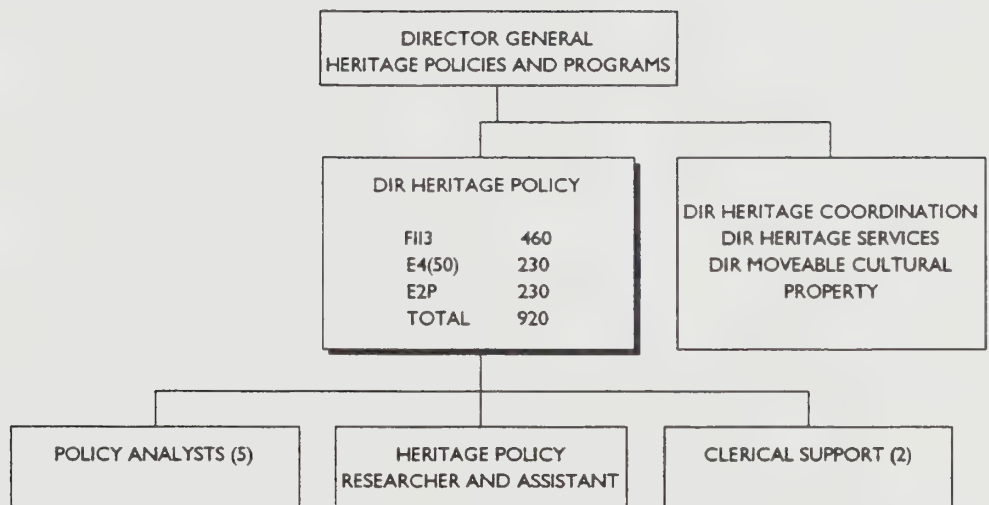 DIRECTOR GENERAL
HERITAGE POLICIES AND PROGRAMS
DIR HERITAGE POLICY
FII3 460
E4(50) 230
E2P 230
TOTAL 920
DIR HERITAGE COORDINATION
DIR HERITAGE SERVICES
DIR MOVEABLE CULTURAL
PROPERTY
POLICY ANALYSTS (5)
HERITAGE POLICY
RESEARCHER AND ASSISTANT
CLERICAL SUPPORT (2)